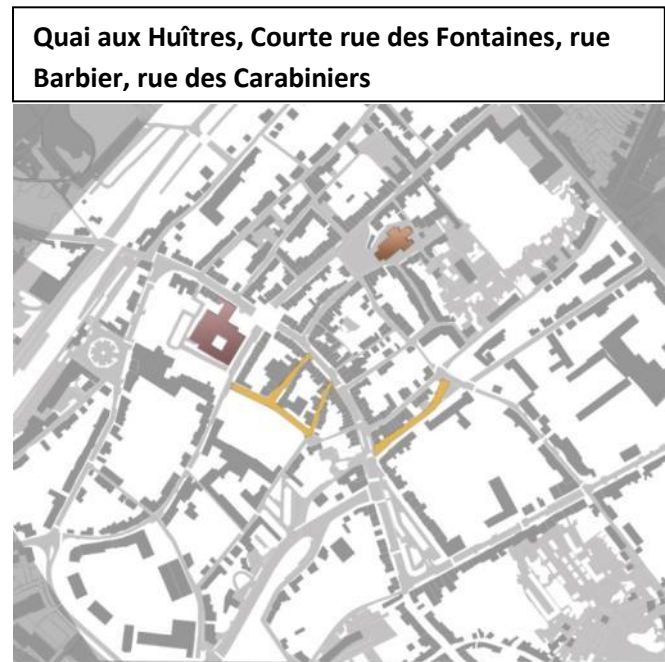 Quai aux Huîtres, Courte rue des Fontaines, rue
Barbier, rue des Carabiniers